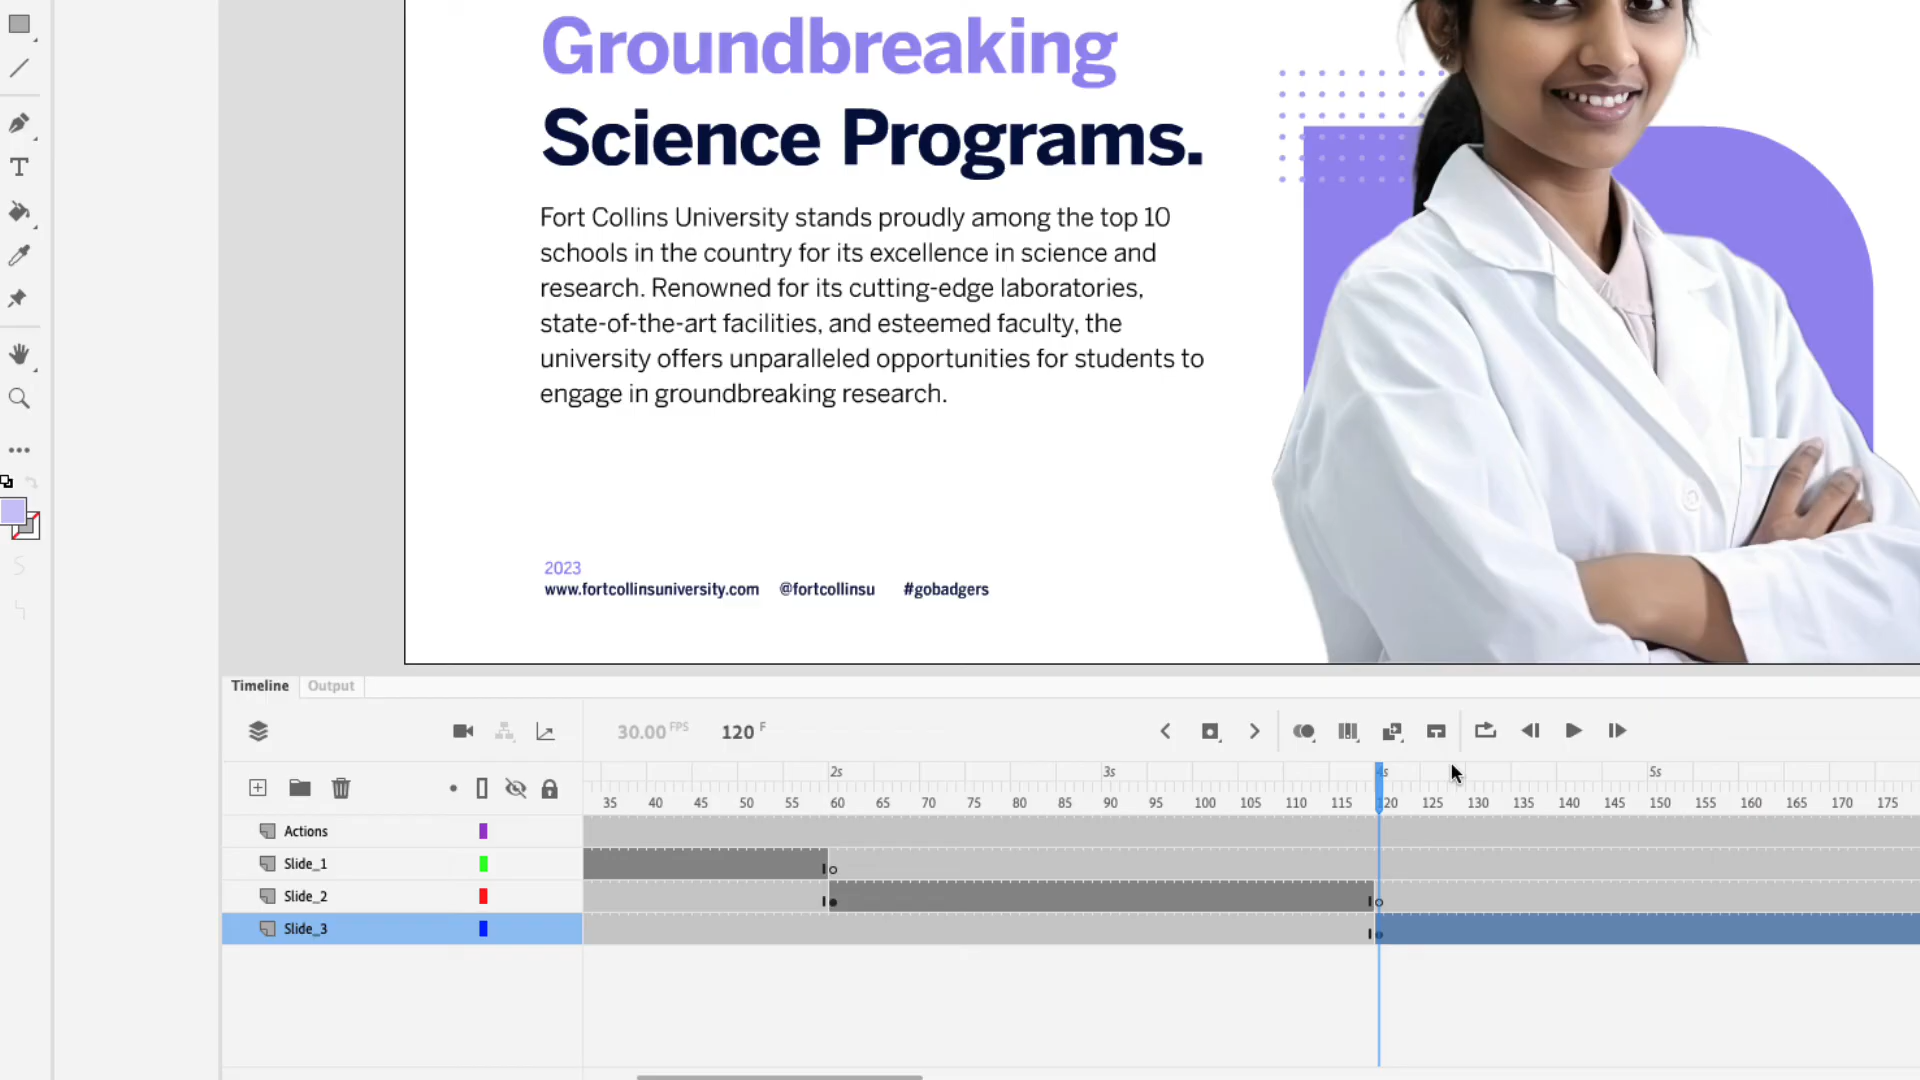 Groundbreaking
Science Programs.
Fort Collins University stands proudly among the top 10
schools in the country for its excellence in science and
research. Renowned for its cutting-edge laboratories,
state-of-the-art facilities, and esteemed faculty, the
university offers unparalleled opportunities for students to
engage in groundbreaking research.
2023
www.fortcollinsuniversity.com @fortcollinsu #gobadgers
Timeline Output
30.00 FPS 120 F
2s 3s 4s 5s
35 40 45 50 55 60 65 70 75 80 85 90 95 100 105 110 115 120 125 130 135 140 145 150 155 160 165 170 175
Actions
Slide_1
Slide_2
Slide_3